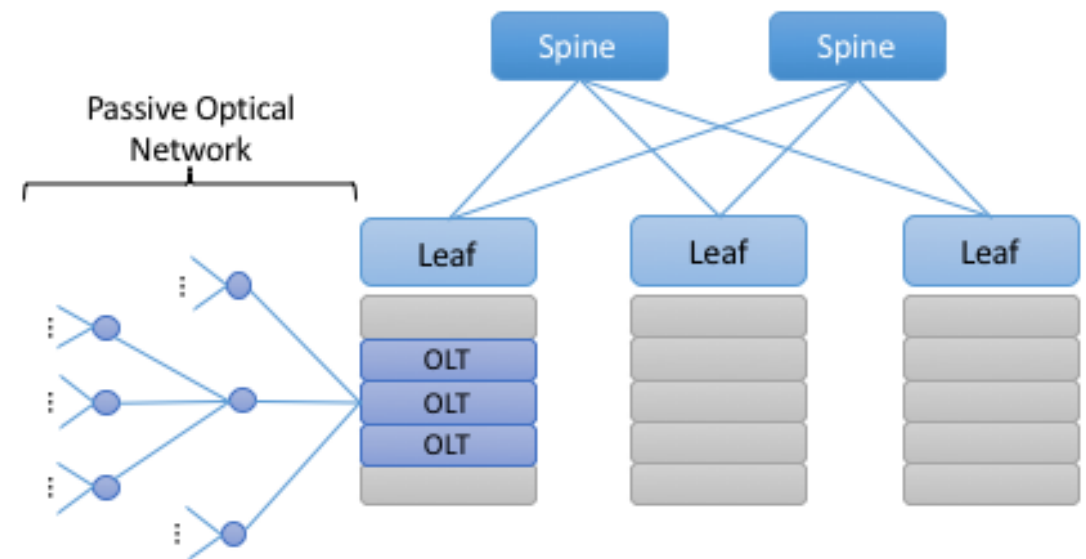 Spine
Spine
Passive Optical
Network
Leaf
Leaf
Leaf
OLT
OLT
OLT